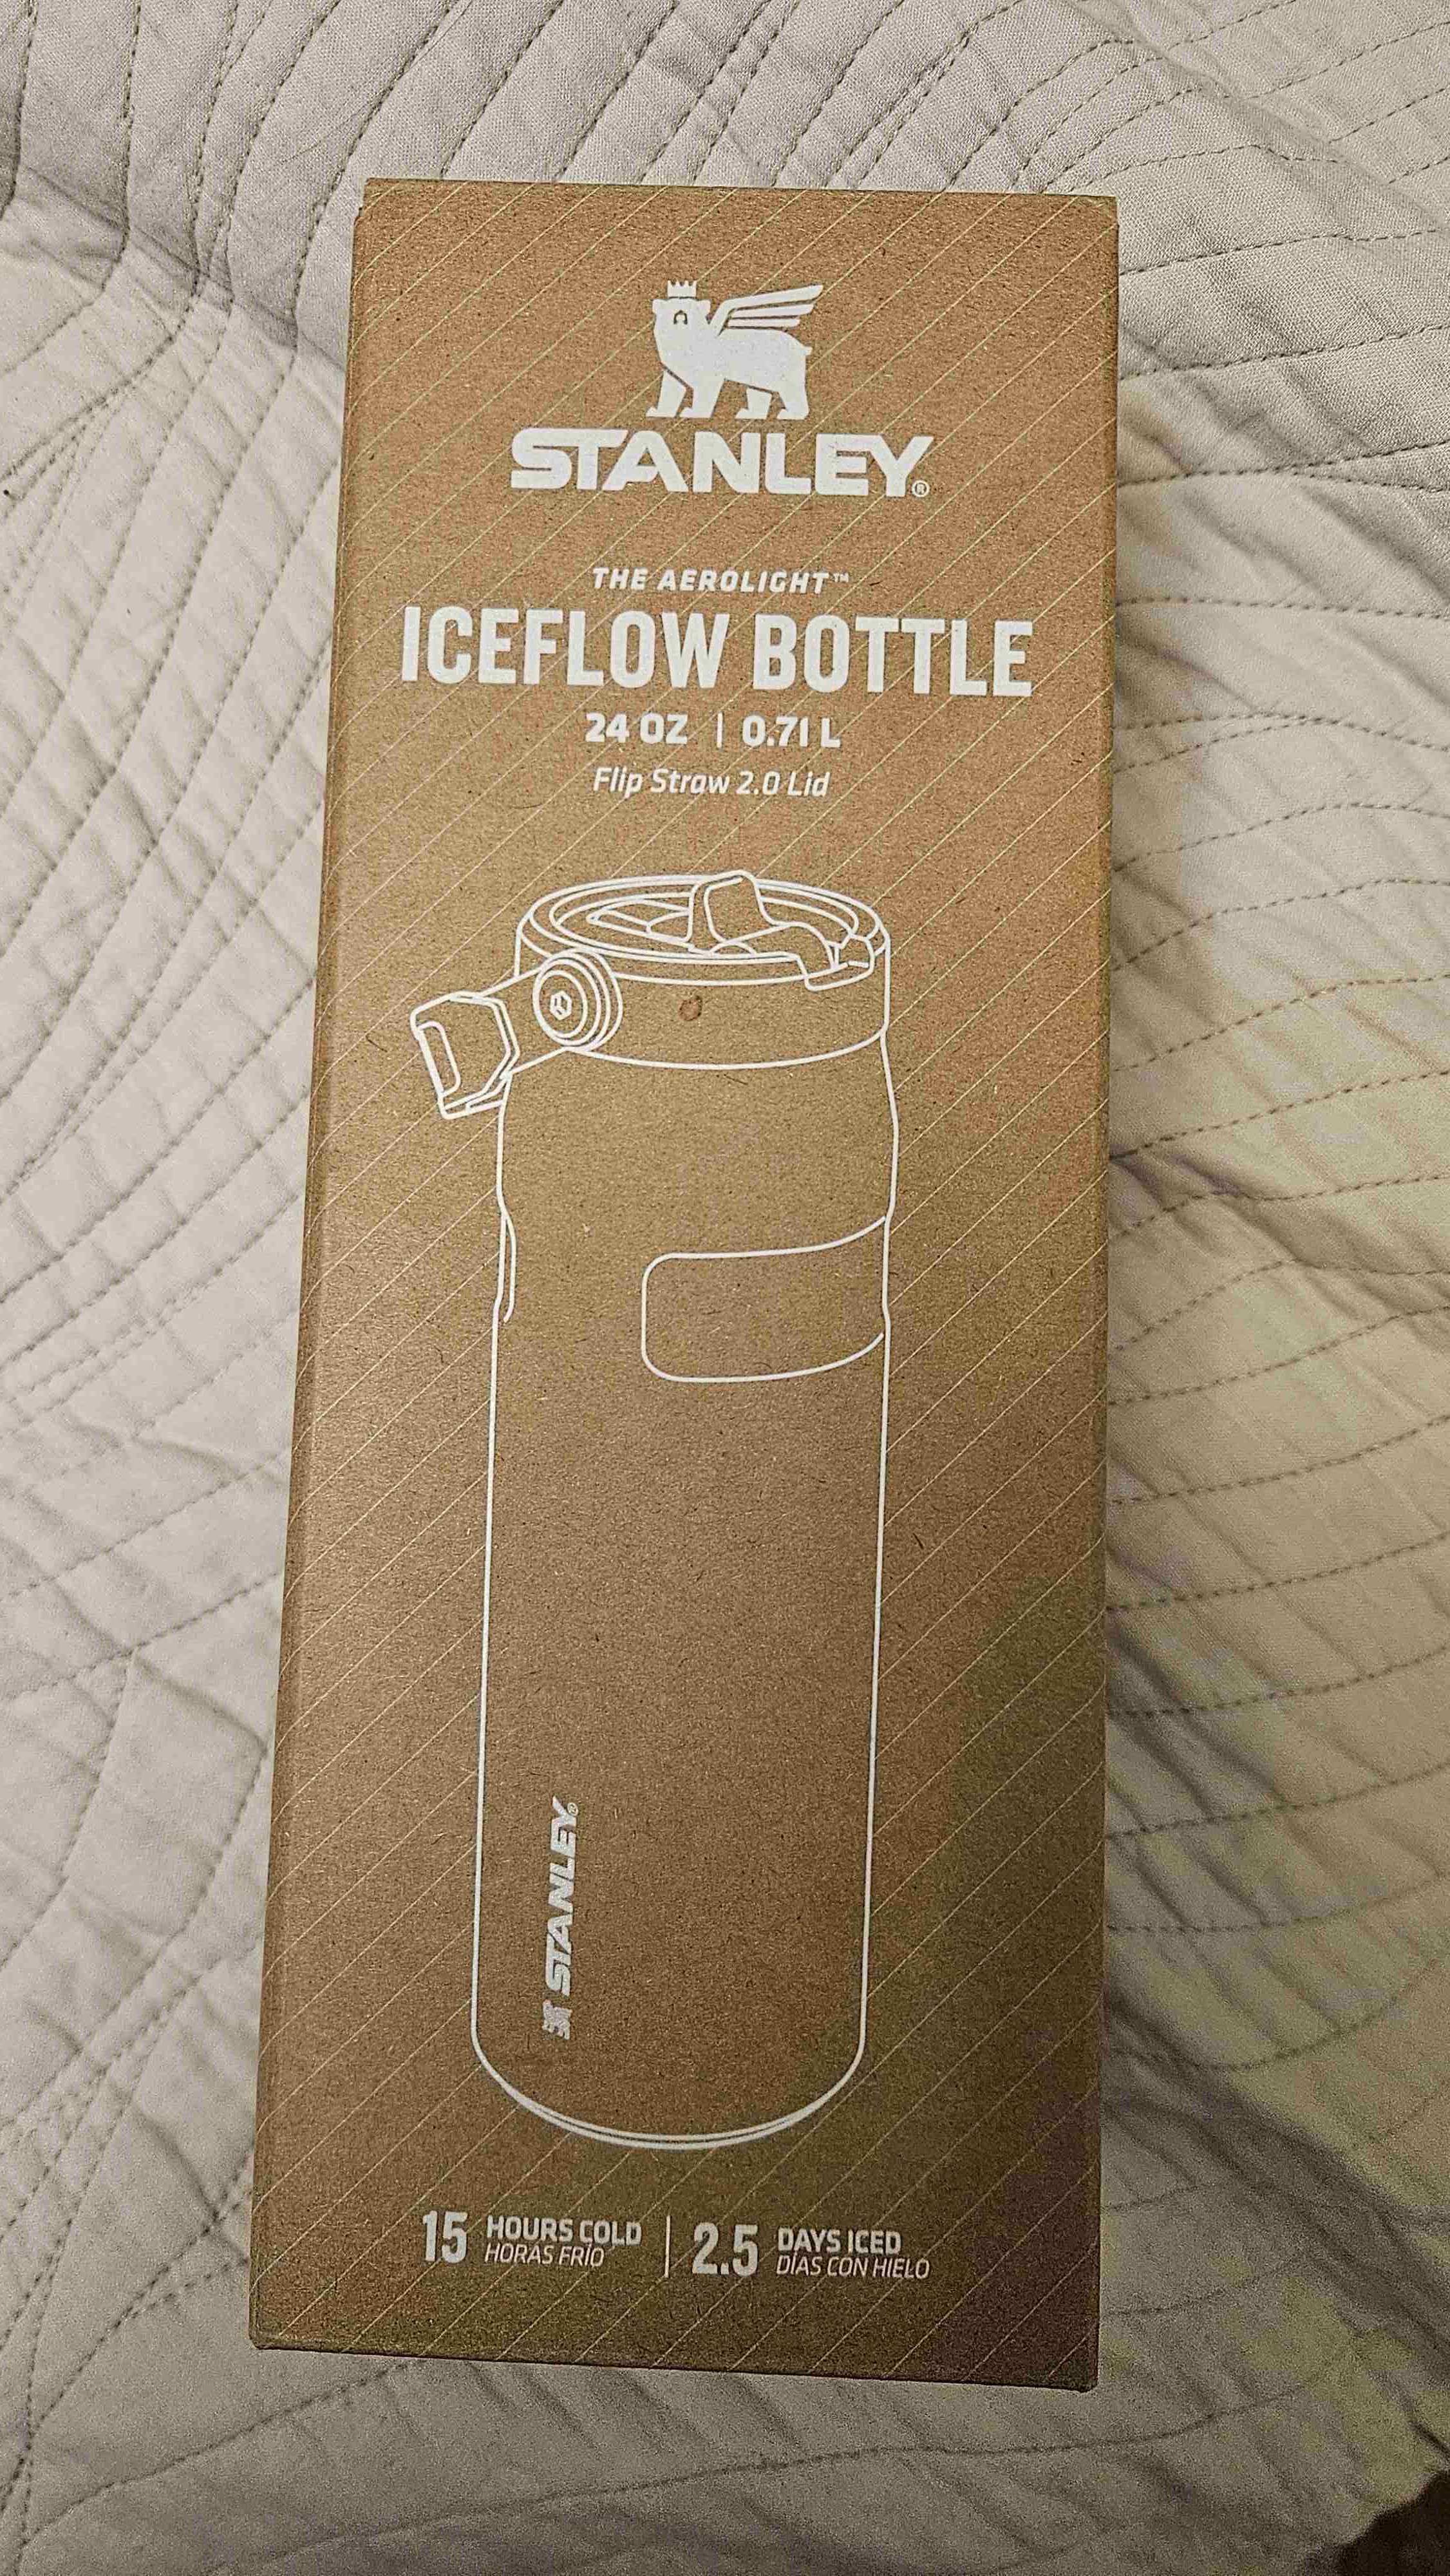 STANLEY®
THE AEROLIGHT™
ICEFLOW BOTTLE
24 OZ | 0.71 L
Flip Straw 2.0 Lid
STANLEY®
15 HOURS COLD | 2.5 DAYS ICED
HORAS FRÍO DÍAS CON HIELO